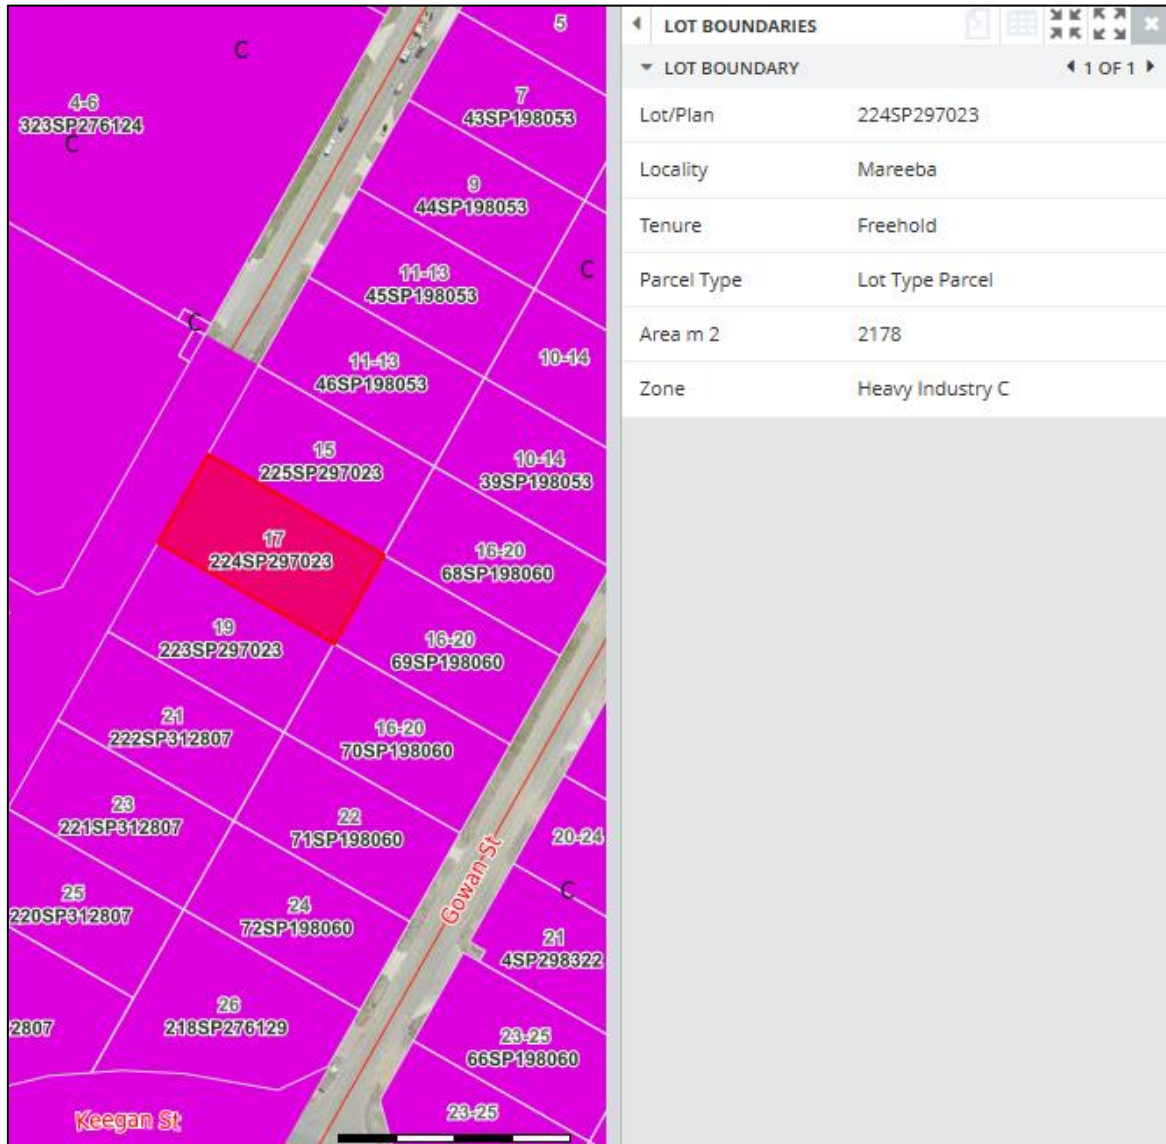 5
C
4-6
323SP276124
C
7
43SP198053
9
44SP198053
11-13
45SP198053
C
C
11-13
46SP198053
10-14
15
225SP297023
10-14
39SP198053
17
224SP297023
16-20
68SP198060
19
223SP297023
16-20
69SP198060
21
222SP312807
16-20
70SP198060
23
221SP312807
22
71SP198060
20-24
Gowan St
C
25
220SP312807
24
72SP198060
21
4SP298322
26
218SP276129
2807
23-25
66SP198060
Keegan St
23-25
LOT BOUNDARIES
LOT BOUNDARY 1 OF 1
Lot/Plan 224SP297023
Locality Mareeba
Tenure Freehold
Parcel Type Lot Type Parcel
Area m 2 2178
Zone Heavy Industry C